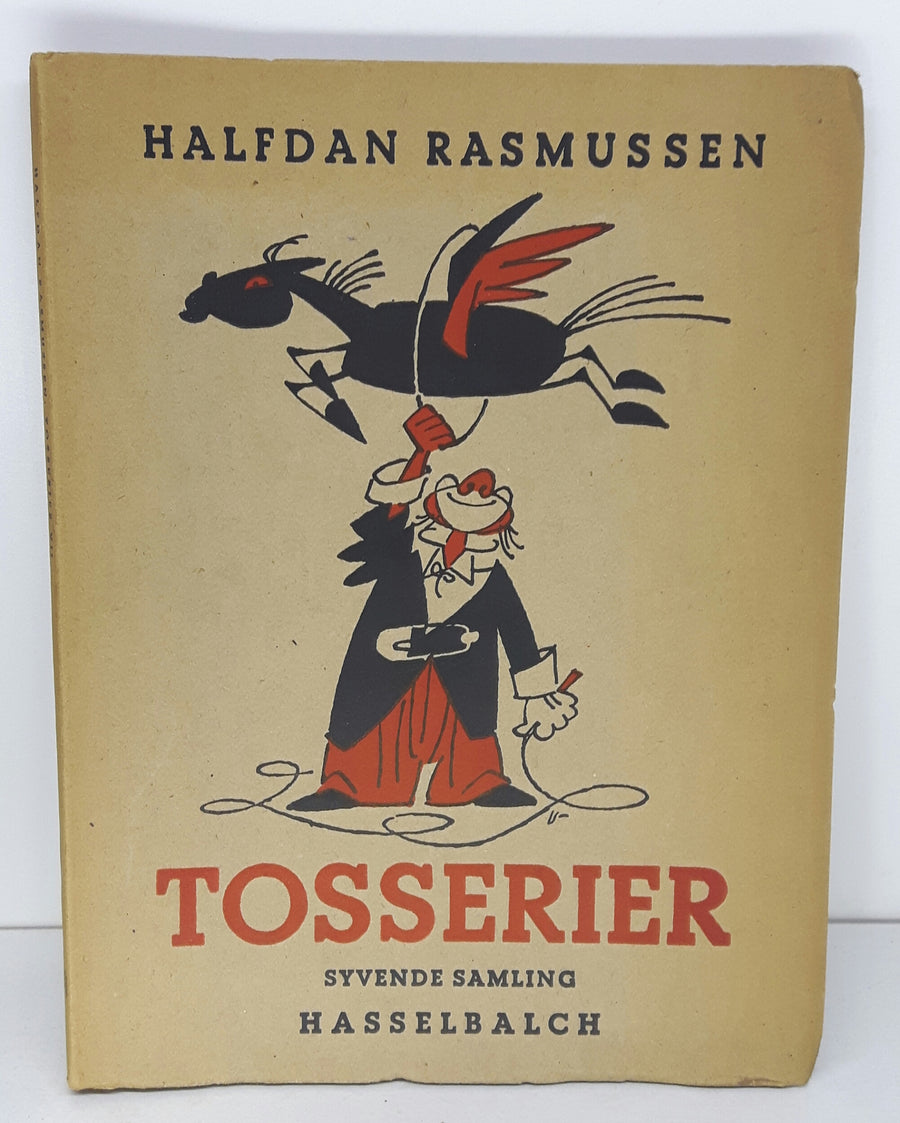 HALFDAN RASMUSSEN
TOSSERIER
SYVENDE SAMLING
HASSELBALCH